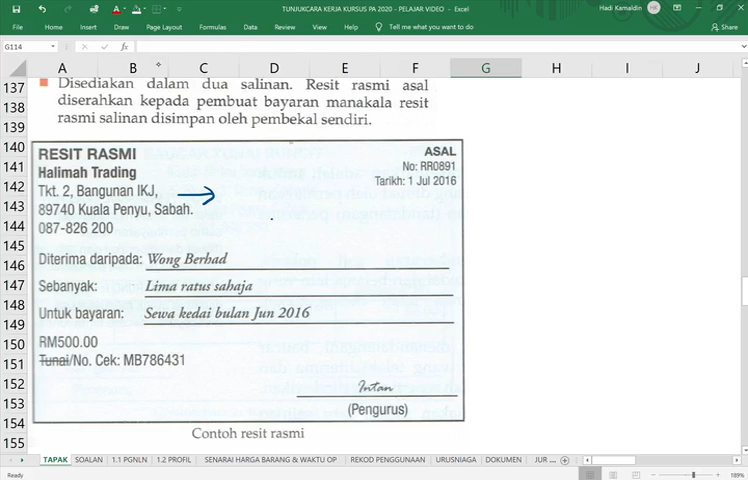 TUNJUKCARA KERJA KURSUS PA 2020 - PELAJAR VIDEO - Excel
Hadi Kamaldin
HK
File Home Insert Draw Page Layout Formulas Data Review View Help Tell me what you want to do Share
G114 fx
A B C D E F G H I J
137 Disediakan dalam dua salinan. Resit rasmi asal
138 diserahkan kepada pembuat bayaran manakala resit
139 rasmi salinan disimpan oleh pembekal sendiri.
140
141
142
143
144
145
146
147
148
149
150
151
152
153
154
155
RESIT RASMI ASAL
Halimah Trading No: RR0891
Tkt. 2, Bangunan IKJ, Tarikh: 1 Jul 2016
89740 Kuala Penyu, Sabah.
087-826 200
Diterima daripada: Wong Berhad
Sebanyak: Lima ratus sahaja
Untuk bayaran: Sewa kedai bulan Jun 2016
RM500.00
Tunai/No. Cek: MB786431
Intan
(Pengurus)
Contoh resit rasmi
TAPAK SOALAN 1.1 PGNLN 1.2 PROFIL SENARAI HARGA BARANG & WAKTU OP REKOD PENGGUNAAN URUSNIAGA DOKUMEN JUR ...
Ready 189%